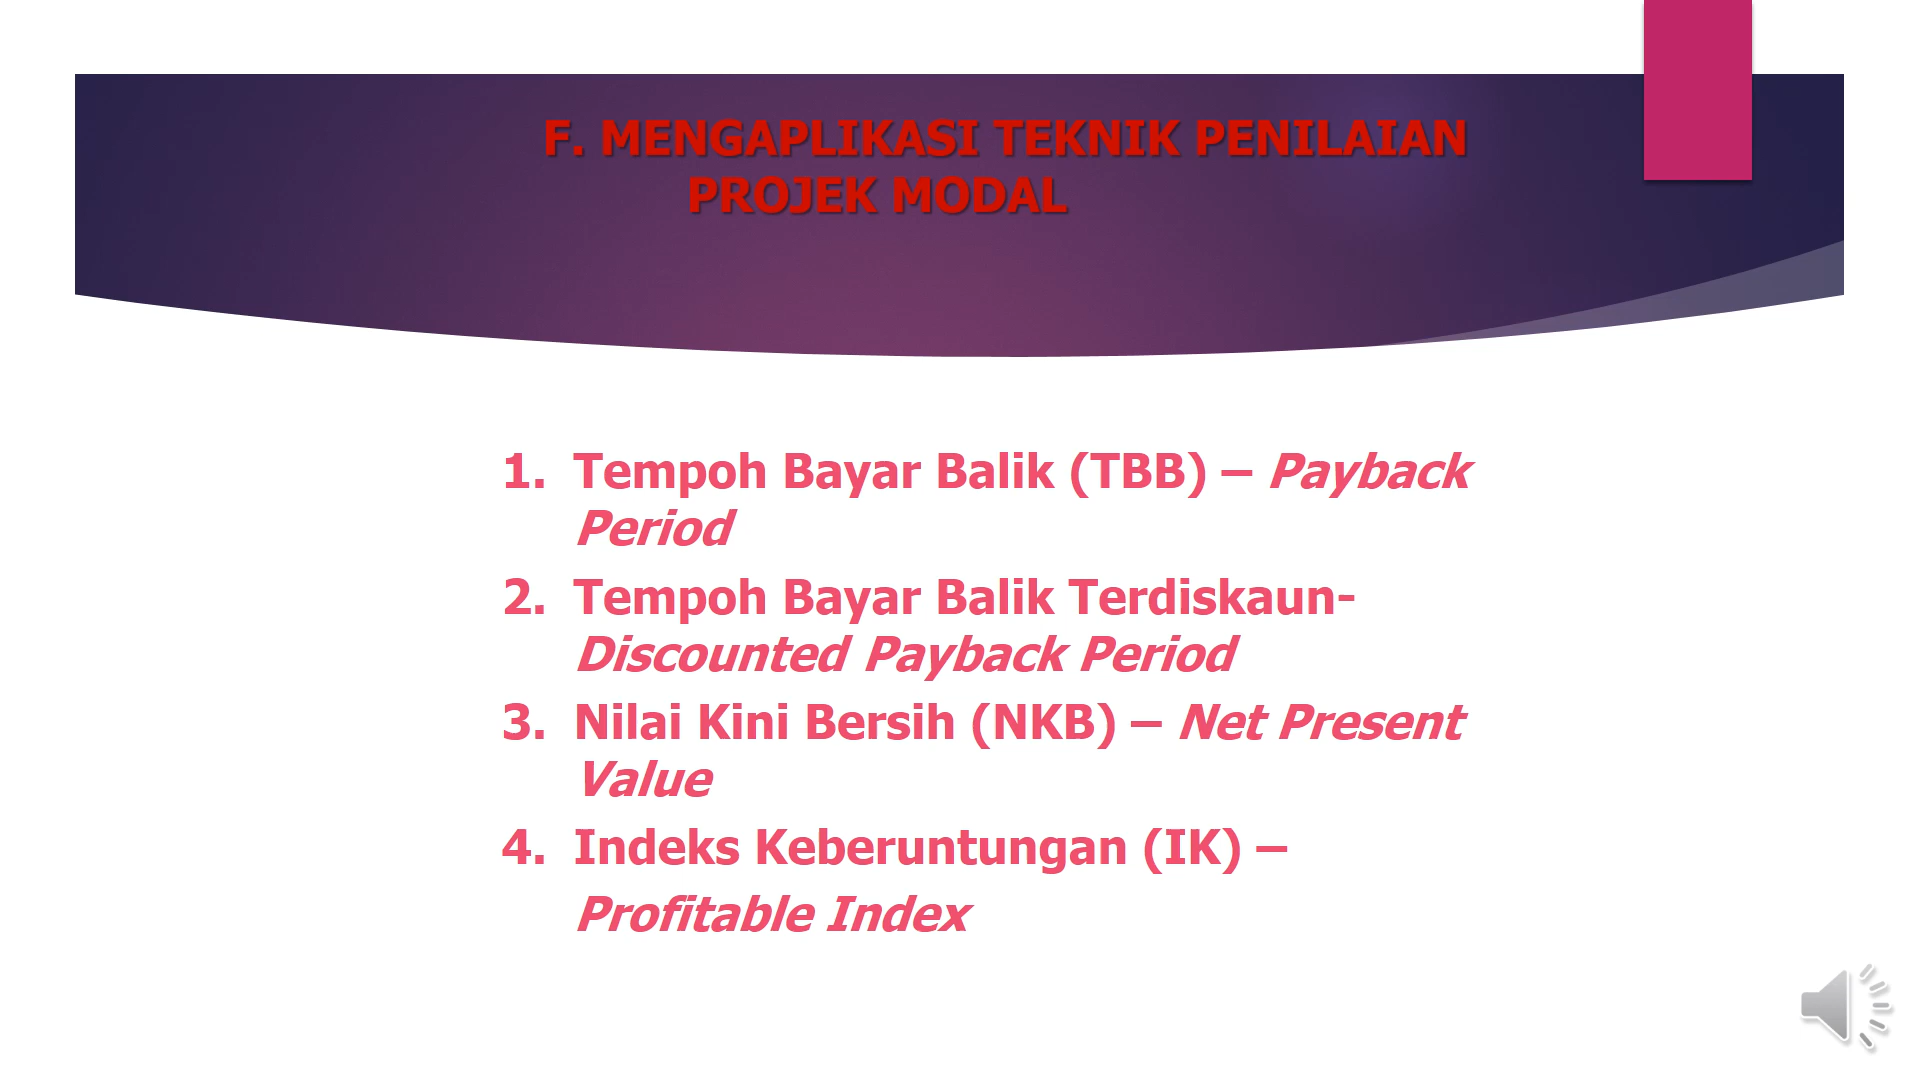 F. MENGAPLIKASI TEKNIK PENILAIAN
PROJEK MODAL
1. Tempoh Bayar Balik (TBB) – Payback
Period
2. Tempoh Bayar Balik Terdiskaun-
Discounted Payback Period
3. Nilai Kini Bersih (NKB) – Net Present
Value
4. Indeks Keberuntungan (IK) –
Profitable Index